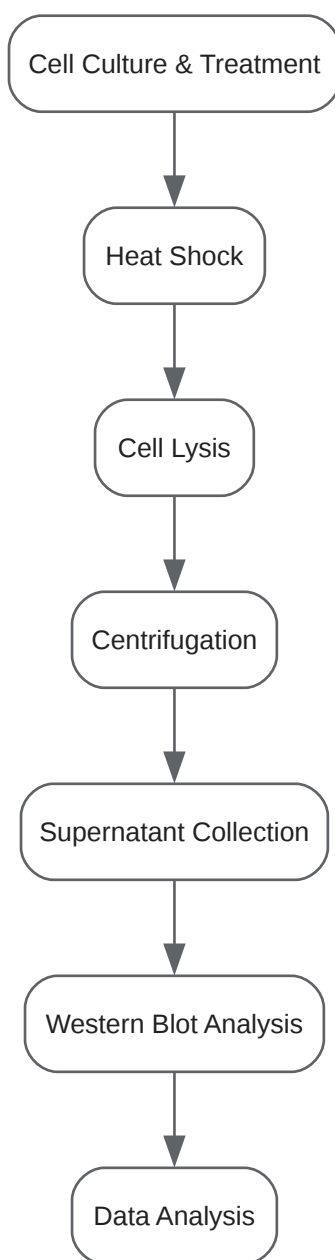 Cell Culture & Treatment
Heat Shock
Cell Lysis
Centrifugation
Supernatant Collection
Western Blot Analysis
Data Analysis